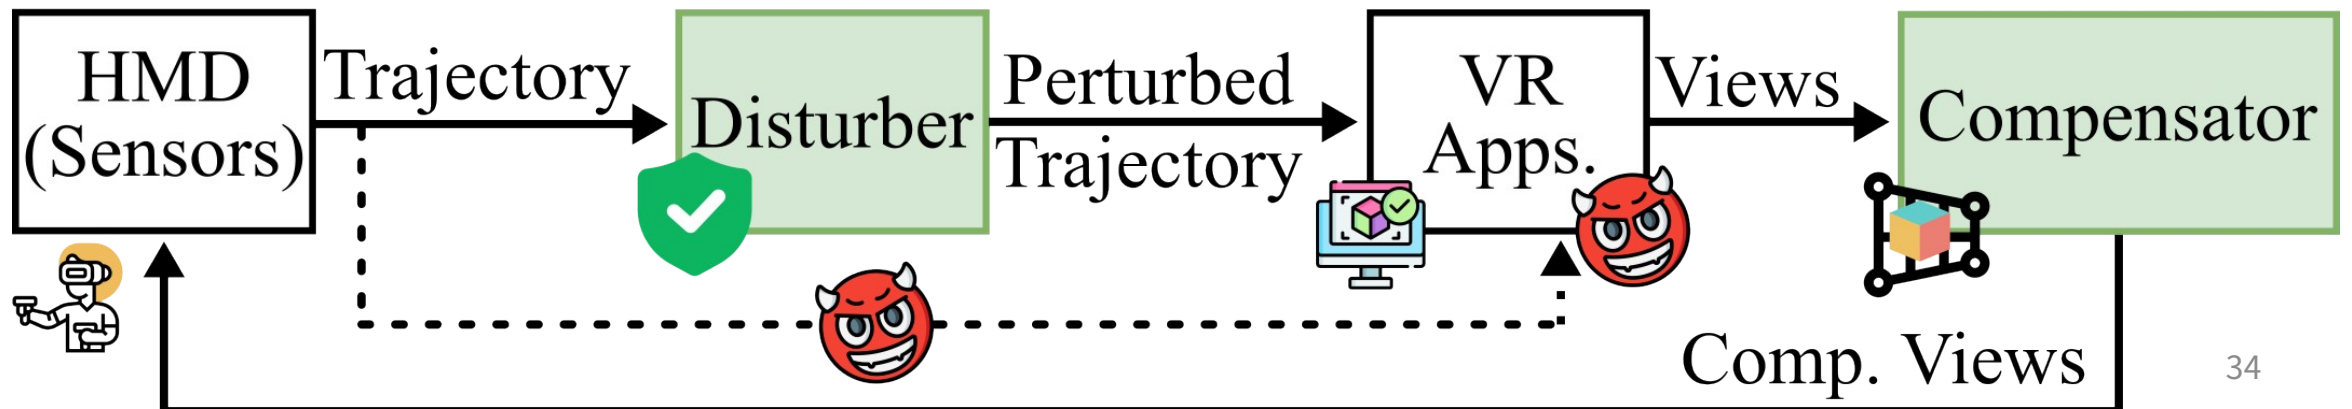 HMD
(Sensors)
Trajectory
Disturber
Perturbed
Trajectory
VR
Apps.
Views
Compensator
Comp. Views
34